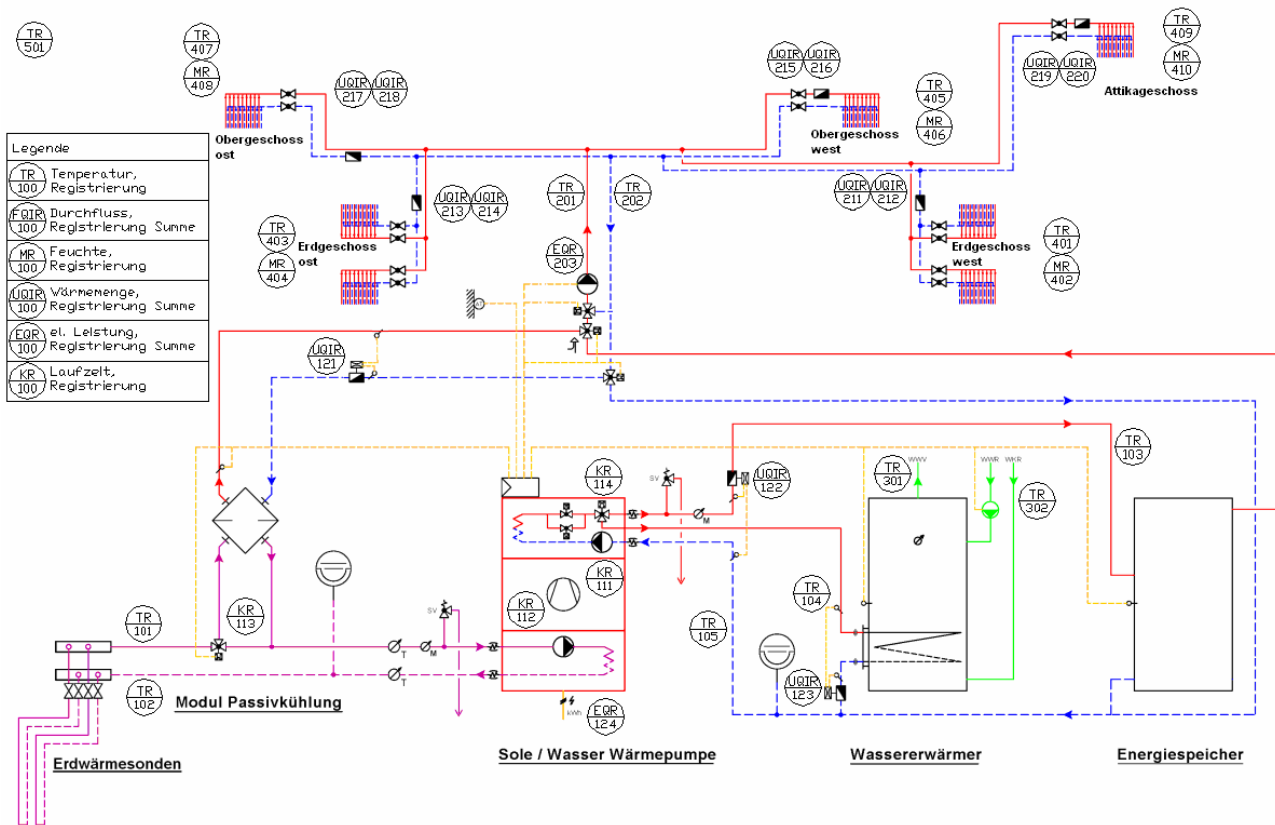 TR
501
TR
407
MR
408
UQIR
217
UQIR
218
Obergeschoss
ost
UQIR
215
UQIR
216
TR
405
MR
406
Obergeschoss
west
UQIR
219
UQIR
220
TR
409
MR
410
Attikageschoss
Legende
TR
100
Temperatur,
Registrierung
FQIR
100
Durchfluss,
Registrierung Summe
MR
100
Feuchte,
Registrierung
UQIR
100
Wärmemenge,
Registrierung Summe
EQR
100
el. Leistung,
Registrierung Summe
KR
100
Laufzeit,
Registrierung
UQIR
213
UQIR
214
TR
403
Erdgeschoss
ost
MR
404
TR
201
TR
202
EQR
203
UQIR
211
UQIR
212
Erdgeschoss
west
TR
401
MR
402
AT
UQIR
121
KR
114
SV
M
UQIR
122
TR
301
WWV
WWR
WKR
TR
302
TR
103
KR
111
KR
112
TR
104
TR
105
UQIR
123
TR
101
KR
113
SV
T
M
T
TR
102
Modul Passivkühlung
kWh
EQR
124
Erdwärmesonden
Sole / Wasser Wärmepumpe
Wassererwärmer
Energiespeicher